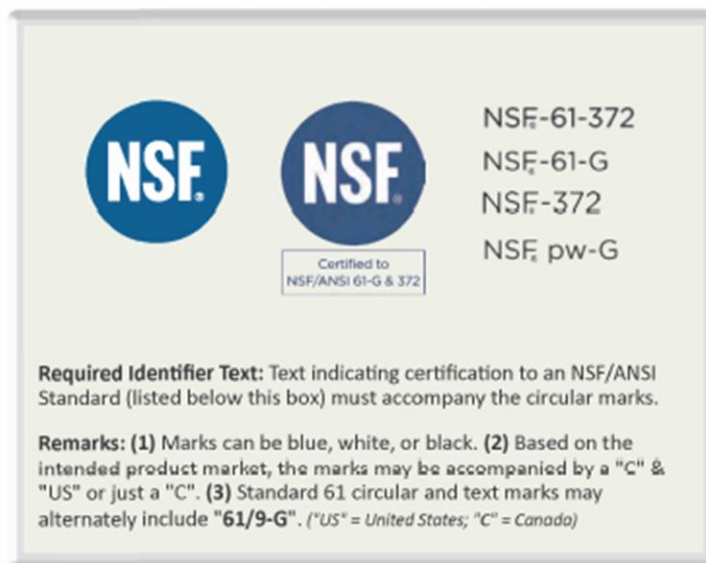 NSF®
NSF®
Certified to
NSF/ANSI 61-G & 372
NSF®-61-372
NSF®-61-G
NSF®-372
NSF® pw-G
Required Identifier Text: Text indicating certification to an NSF/ANSI
Standard (listed below this box) must accompany the circular marks.
Remarks: (1) Marks can be blue, white, or black. (2) Based on the
intended product market, the marks may be accompanied by a "C" &
"US" or just a "C". (3) Standard 61 circular and text marks may
alternately include "61/9-G". ("US" = United States; "C" = Canada)